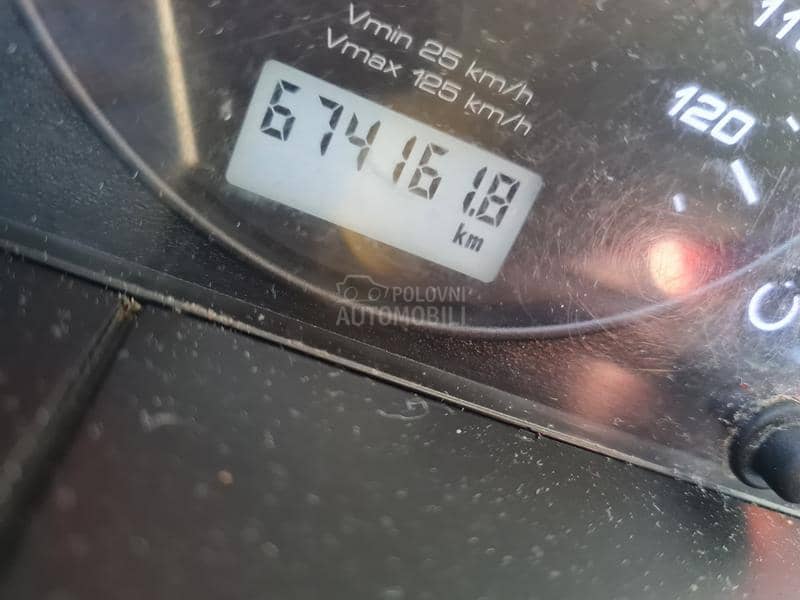 Vmin 25 km/h
Vmax 125 km/h
674161.8
km
120
POLOVNI
AUTOMOBILI